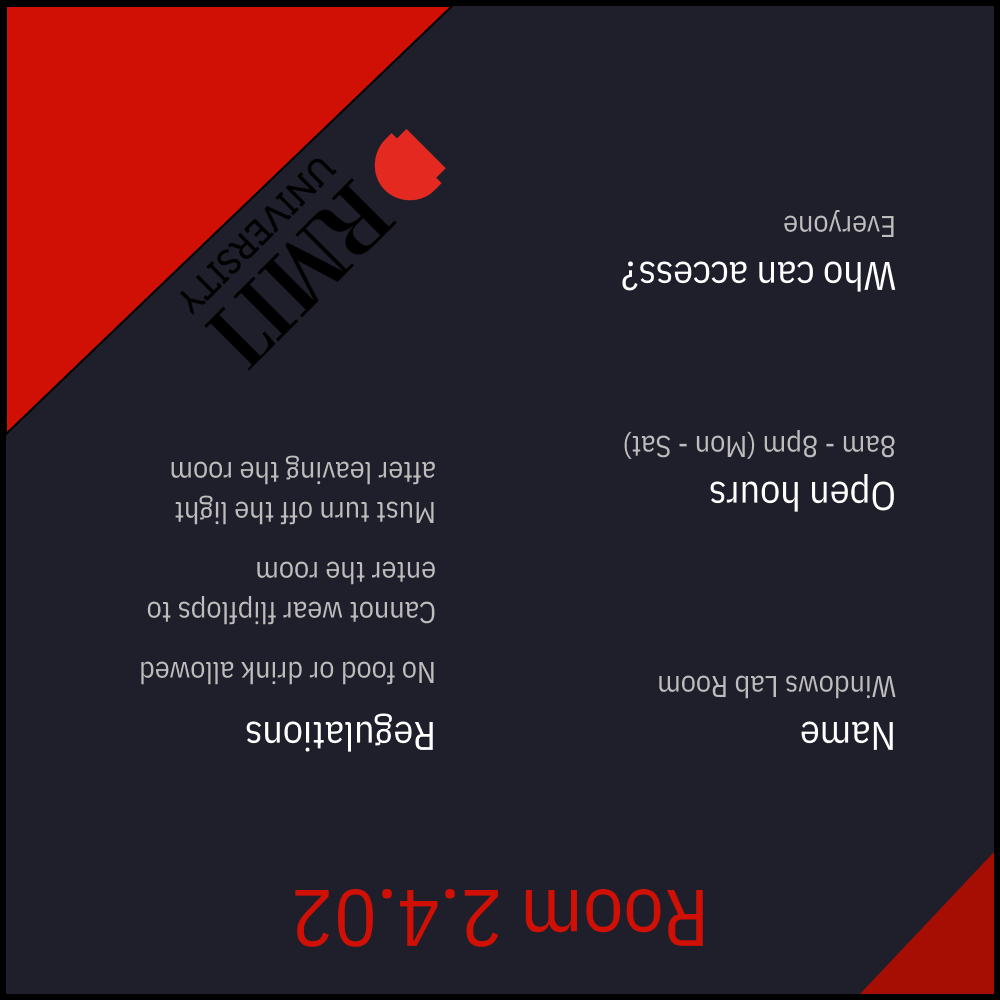 Room 2.4.02
Name
Windows Lab Room
Open hours
8am - 8pm (Mon - Sat)
Who can access?
Everyone
Regulations
No food or drink allowed
Cannot wear flipflops to
enter the room
Must turn off the light
after leaving the room
RMIT
UNIVERSITY